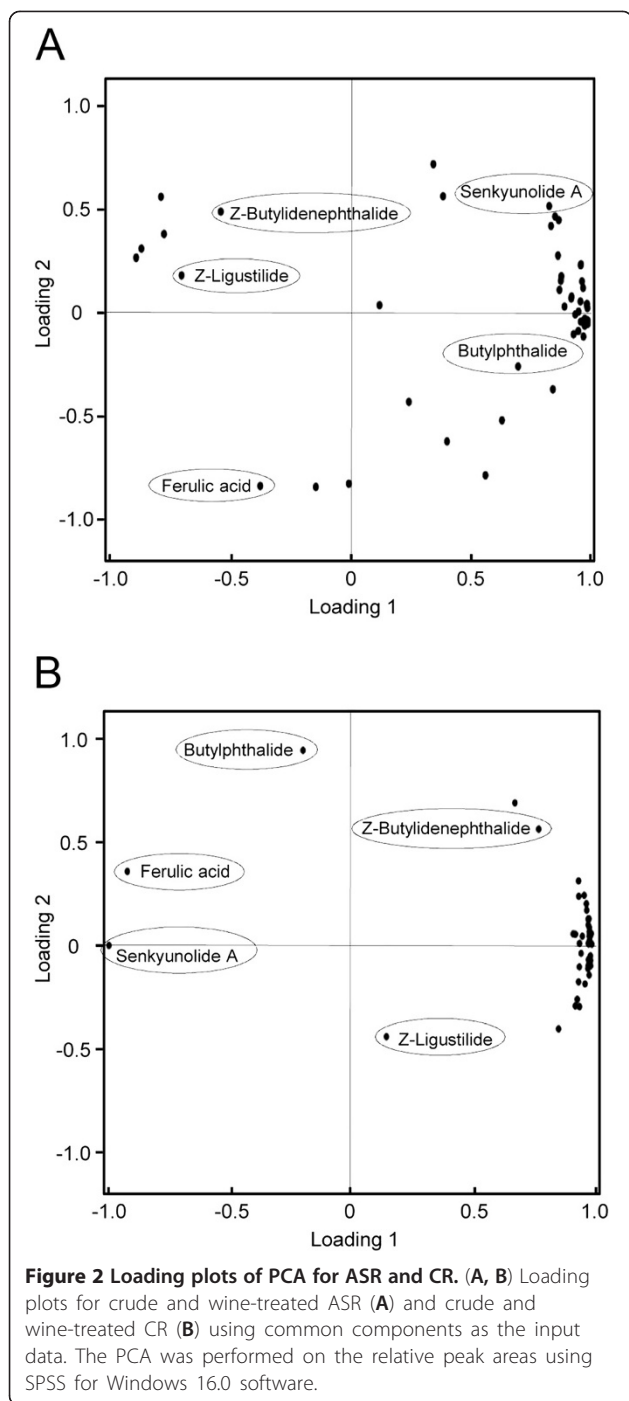 A
1.0
Senkyunolide A
0.5
Z-Butylidenephthalide
Z-Ligustilide
Loading 2
0
Butylphthalide
-0.5
Ferulic acid
-1.0
-1.0 -0.5 0 0.5 1.0
Loading 1
B
1.0
Butylphthalide
Z-Butylidenephthalide
0.5
Ferulic acid
Loading 2
0
Senkyunolide A
Z-Ligustilide
-0.5
-1.0
-1.0 -0.5 0 0.5 1.0
Loading 1
Figure 2 Loading plots of PCA for ASR and CR. (A, B) Loading
plots for crude and wine-treated ASR (A) and crude and
wine-treated CR (B) using common components as the input
data. The PCA was performed on the relative peak areas using
SPSS for Windows 16.0 software.